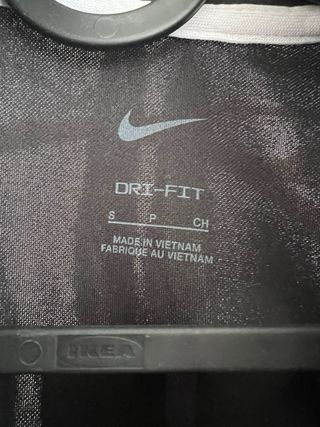 DRI-FIT
S P CH
MADE IN VIETNAM
FABRIQUE AU VIETNAM
IKEA